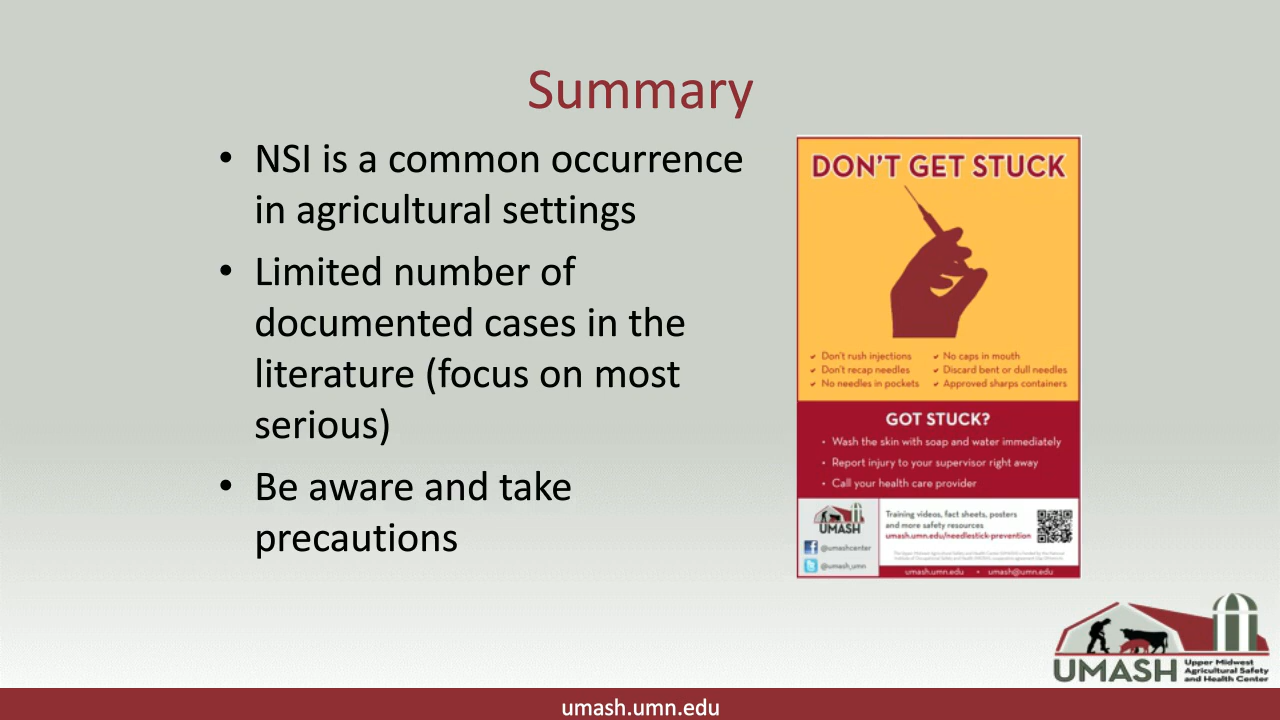 Summary
• NSI is a common occurrence
in agricultural settings
• Limited number of
documented cases in the
literature (focus on most
serious)
• Be aware and take
precautions
DON'T GET STUCK
✔ Don't rush injections
✔ Don't recap needles
✔ No needles in pockets
✔ No caps in mouth
✔ Discard bent or dull needles
✔ Approved sharps containers
GOT STUCK?
• Wash the skin with soap and water immediately
• Report injury to your supervisor right away
• Call your health care provider
UMASH
@umashcenter
@umash_umn
Training videos, fact sheets, posters
and more safety resources
umash.umn.edu/needlestick-prevention
umash.umn.edu • umash@umn.edu
UMASH
Upper Midwest
Agricultural Safety
and Health Center
umash.umn.edu